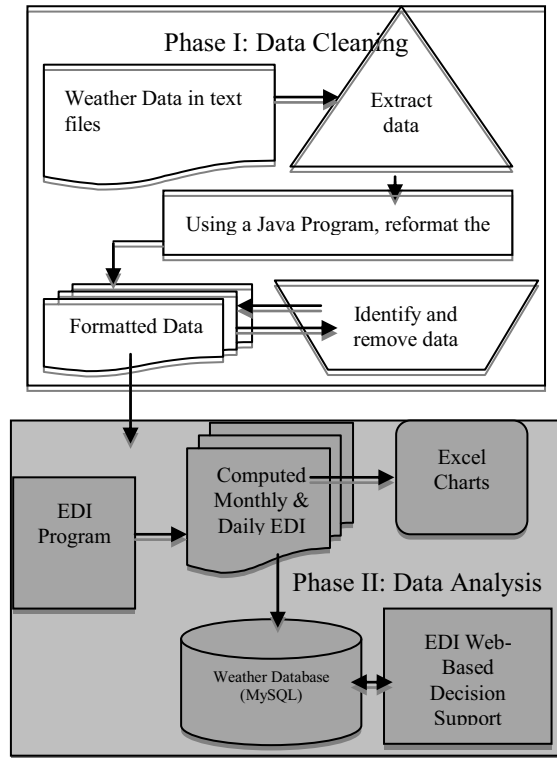 Phase I: Data Cleaning
Weather Data in text
files
Extract
data
Using a Java Program, reformat the
Formatted Data
Identify and
remove data
EDI
Program
Computed
Monthly &
Daily EDI
Excel
Charts
Phase II: Data Analysis
Weather Database
(MySQL)
EDI Web-
Based
Decision
Support